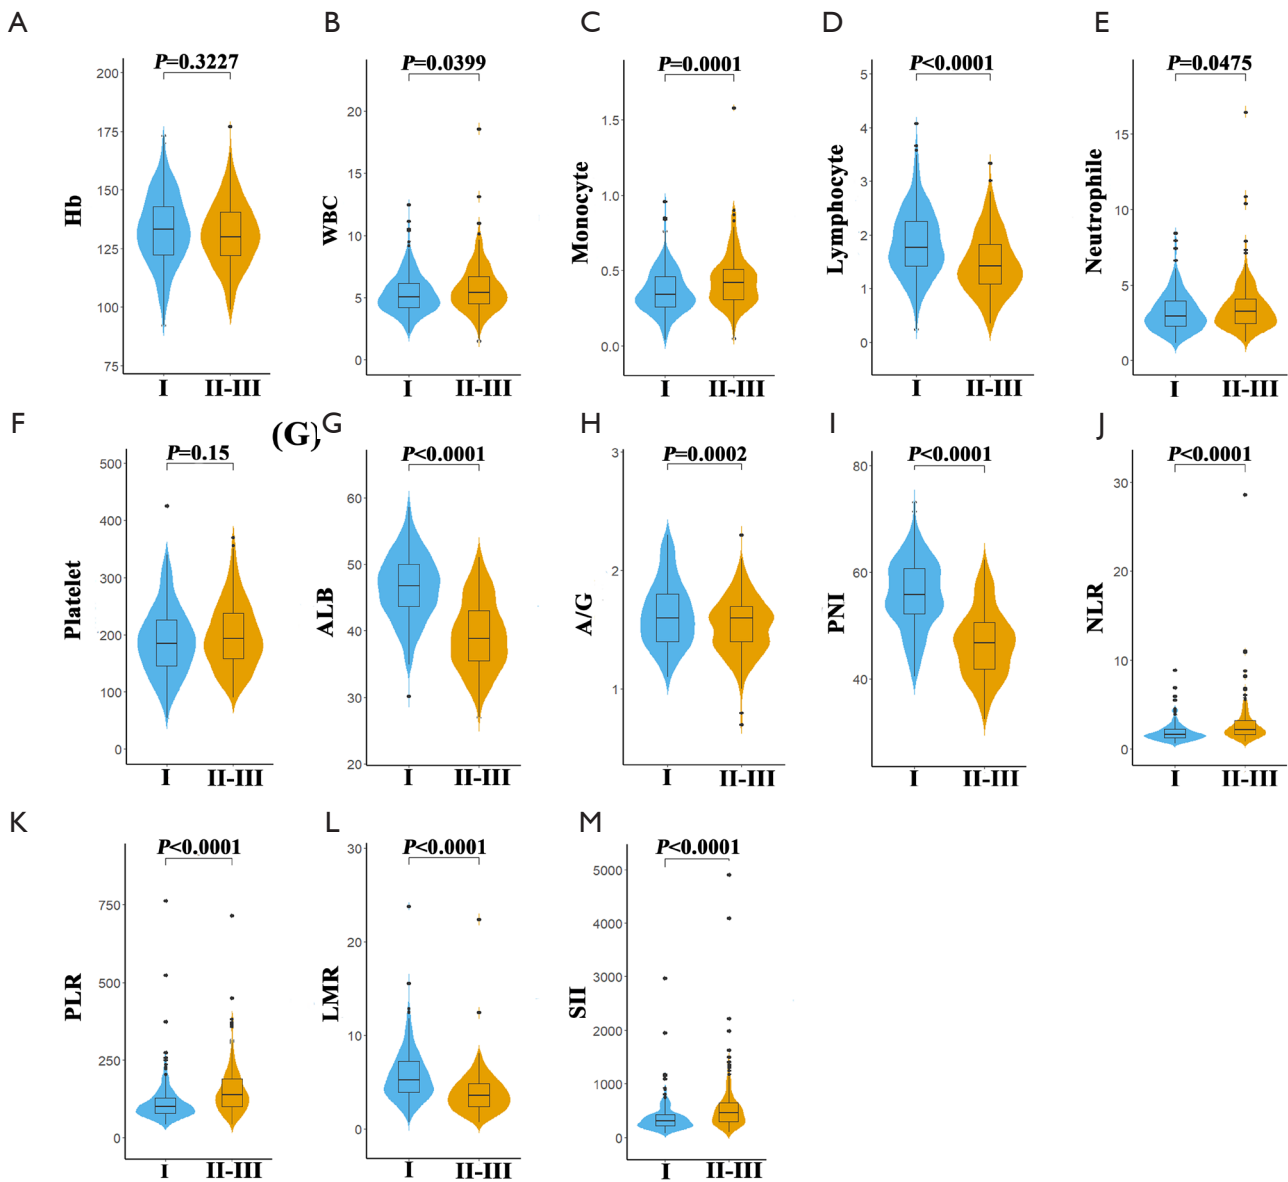 A
B
C
D
E
P=0.3227
P=0.0399
P=0.0001
P<0.0001
P=0.0475
Hb
200
175
150
125
100
75
I
II-III
WBC
20
15
10
5
0
I
II-III
Monocyte
1.5
1.0
0.5
0.0
I
II-III
Lymphocyte
5
4
3
2
1
0
I
II-III
Neutrophile
15
10
5
0
I
II-III
F
(G),
G
H
I
J
P=0.15
P<0.0001
P=0.0002
P<0.0001
P<0.0001
Platelet
500
400
300
200
100
0
I
II-III
ALB
60
50
40
30
20
I
II-III
A/G
3
2
1
I
II-III
PNI
80
60
40
I
II-III
NLR
30
20
10
0
I
II-III
K
L
M
P<0.0001
P<0.0001
P<0.0001
PLR
750
500
250
0
I
II-III
LMR
30
20
10
0
I
II-III
SII
5000
4000
3000
2000
1000
0
I
II-III